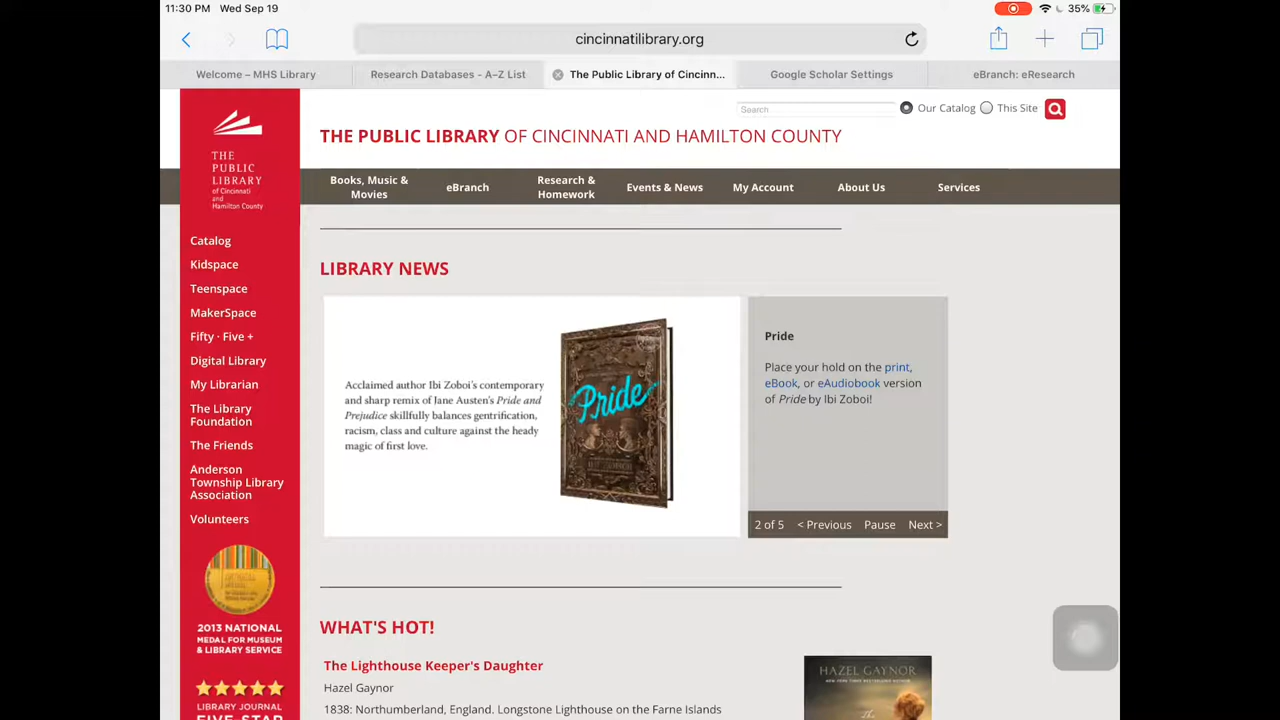 11:30 PM Wed Sep 19
35%
cincinnatilibrary.org
Welcome – MHS Library
Research Databases - A–Z List
The Public Library of Cincinn...
Google Scholar Settings
eBranch: eResearch
Search
Our Catalog
This Site
THE PUBLIC LIBRARY OF CINCINNATI AND HAMILTON COUNTY
THE
PUBLIC
LIBRARY
of Cincinnati
and
Hamilton County
Books, Music &
Movies
eBranch
Research &
Homework
Events & News
My Account
About Us
Services
Catalog
Kidspace
Teenspace
MakerSpace
Fifty · Five +
Digital Library
My Librarian
The Library
Foundation
The Friends
Anderson
Township Library
Association
Volunteers
2013 NATIONAL
MEDAL FOR MUSEUM
& LIBRARY SERVICE
LIBRARY JOURNAL
FIVE-STAR
LIBRARY NEWS
Acclaimed author Ibi Zoboi's contemporary
and sharp remix of Jane Austen's Pride and
Prejudice skillfully balances gentrification,
racism, class and culture against the heady
magic of first love.
Pride
Pride
Place your hold on the print,
eBook, or eAudiobook version
of Pride by Ibi Zoboi!
2 of 5 < Previous Pause Next >
WHAT'S HOT!
The Lighthouse Keeper's Daughter
Hazel Gaynor
1838: Northumberland, England. Longstone Lighthouse on the Farne Islands
HAZEL GAYNOR